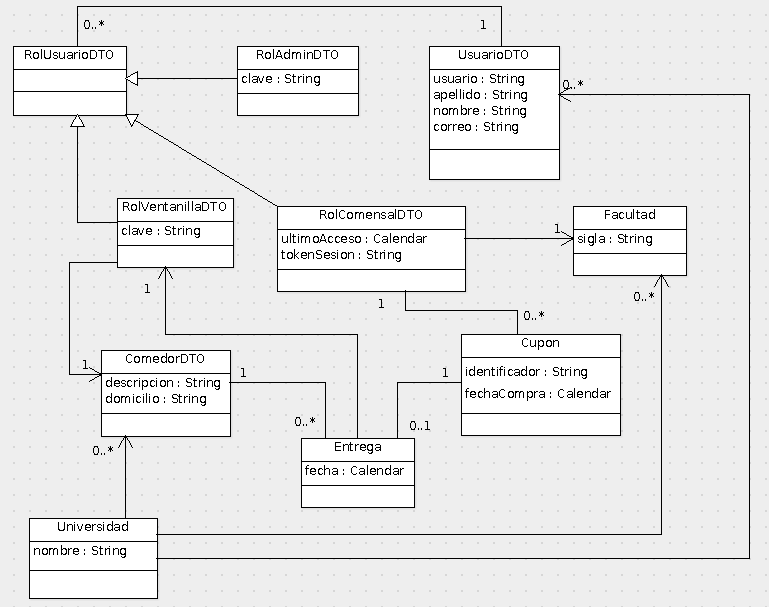 0..*
1
RolUsuarioDTO
RolAdminDTO
clave : String
UsuarioDTO
usuario : String
apellido : String
nombre : String
correo : String
0..*
RolVentanillaDTO
clave : String
RolComensalDTO
ultimoAcceso : Calendar
tokenSesion : String
1
Facultad
sigla : String
1
1
0..*
0..*
Cupon
identificador : String
fechaCompra : Calendar
1
ComedorDTO
descripcion : String
domicilio : String
1
1
0..*
0..1
Entrega
fecha : Calendar
0..*
Universidad
nombre : String